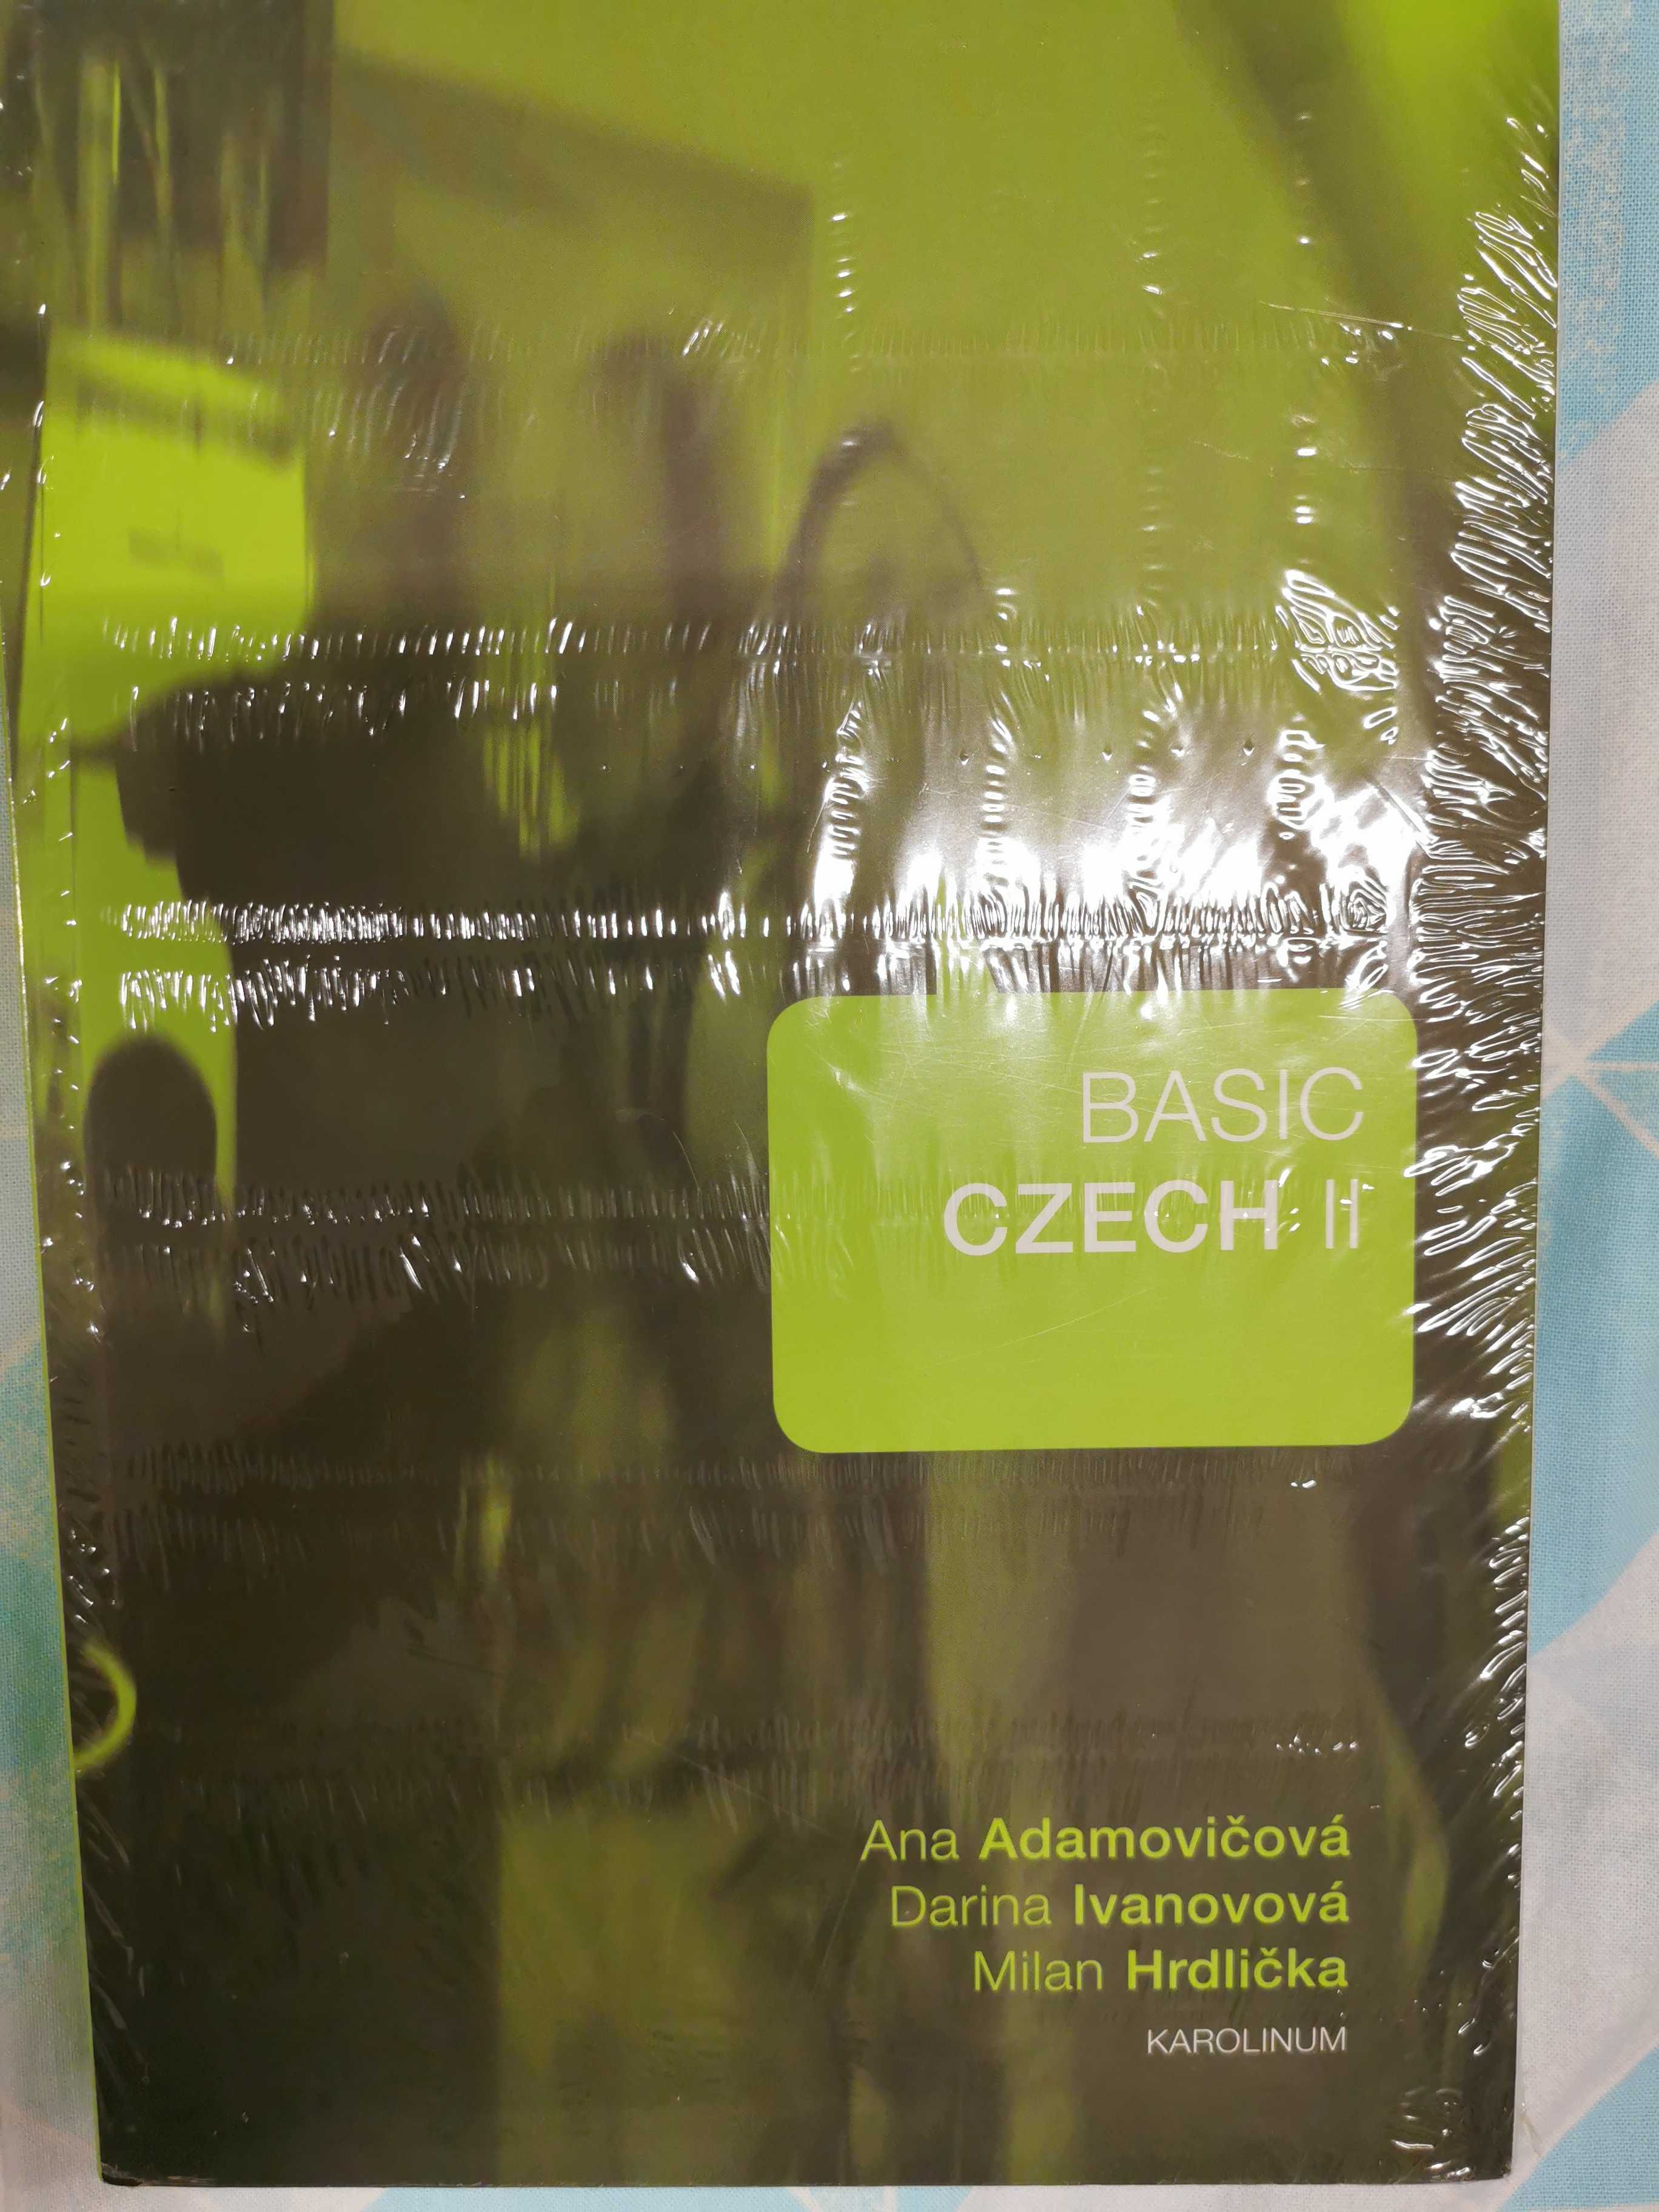 BASIC
CZECH II
Ana Adamovičová
Darina Ivanovová
Milan Hrdlička
KAROLINUM